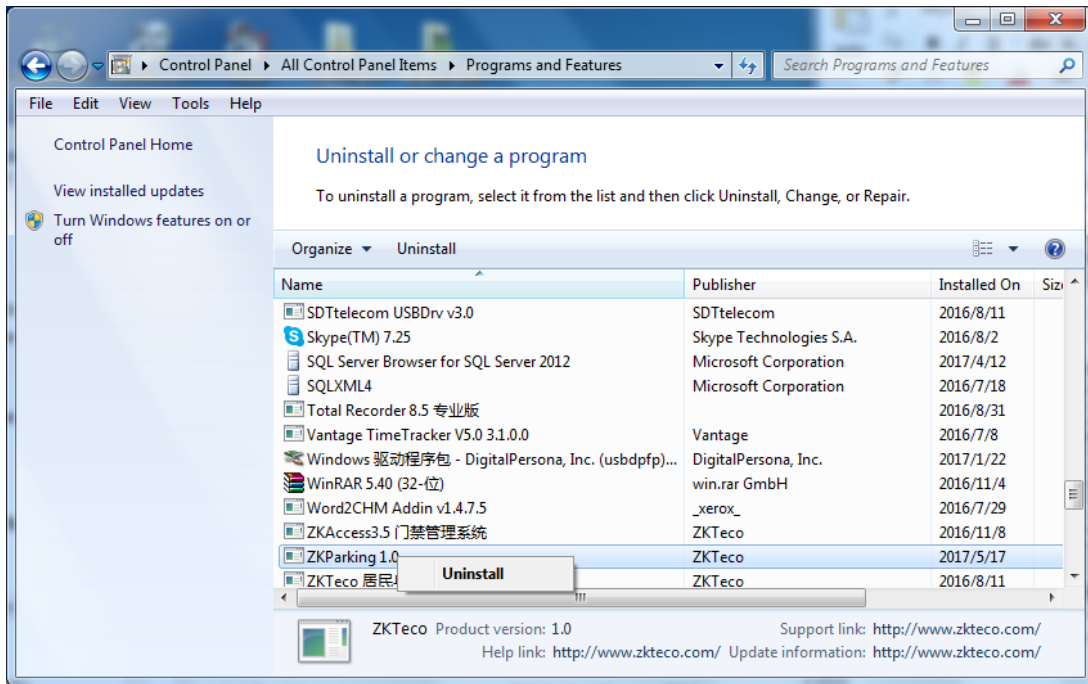 Control Panel ▸ All Control Panel Items ▸ Programs and Features
Search Programs and Features
File Edit View Tools Help
Control Panel Home
View installed updates
Turn Windows features on or
off
Uninstall or change a program
To uninstall a program, select it from the list and then click Uninstall, Change, or Repair.
Organize Uninstall
Name Publisher Installed On
SDTtelecom USBDrv v3.0 SDTtelecom 2016/8/11
Skype(TM) 7.25 Skype Technologies S.A. 2016/8/2
SQL Server Browser for SQL Server 2012 Microsoft Corporation 2017/4/12
SQLXML4 Microsoft Corporation 2016/7/18
Total Recorder 8.5 专业版 2016/8/31
Vantage TimeTracker V5.0 3.1.0.0 Vantage 2016/7/8
Windows 驱动程序包 - DigitalPersona, Inc. (usbdpfp)... DigitalPersona, Inc. 2017/1/22
WinRAR 5.40 (32-位) win.rar GmbH 2016/11/4
Word2CHM Addin v1.4.7.5 _xerox_ 2016/7/29
ZKAccess3.5 门禁管理系统 ZKTeco 2016/11/8
ZKParking 1.0 ZKTeco 2017/5/17
Uninstall
ZKTeco 居民 ZKTeco 2016/8/11
ZKTeco Product version: 1.0 Support link: http://www.zkteco.com/
Help link: http://www.zkteco.com/ Update information: http://www.zkteco.com/